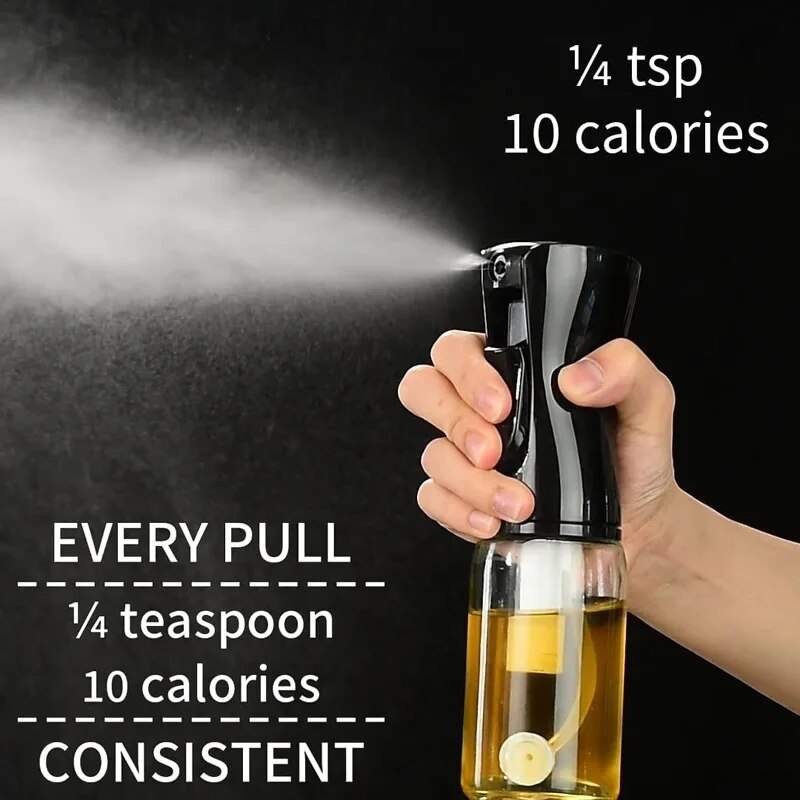 ¼ tsp
10 calories
EVERY PULL
¼ teaspoon
10 calories
CONSISTENT